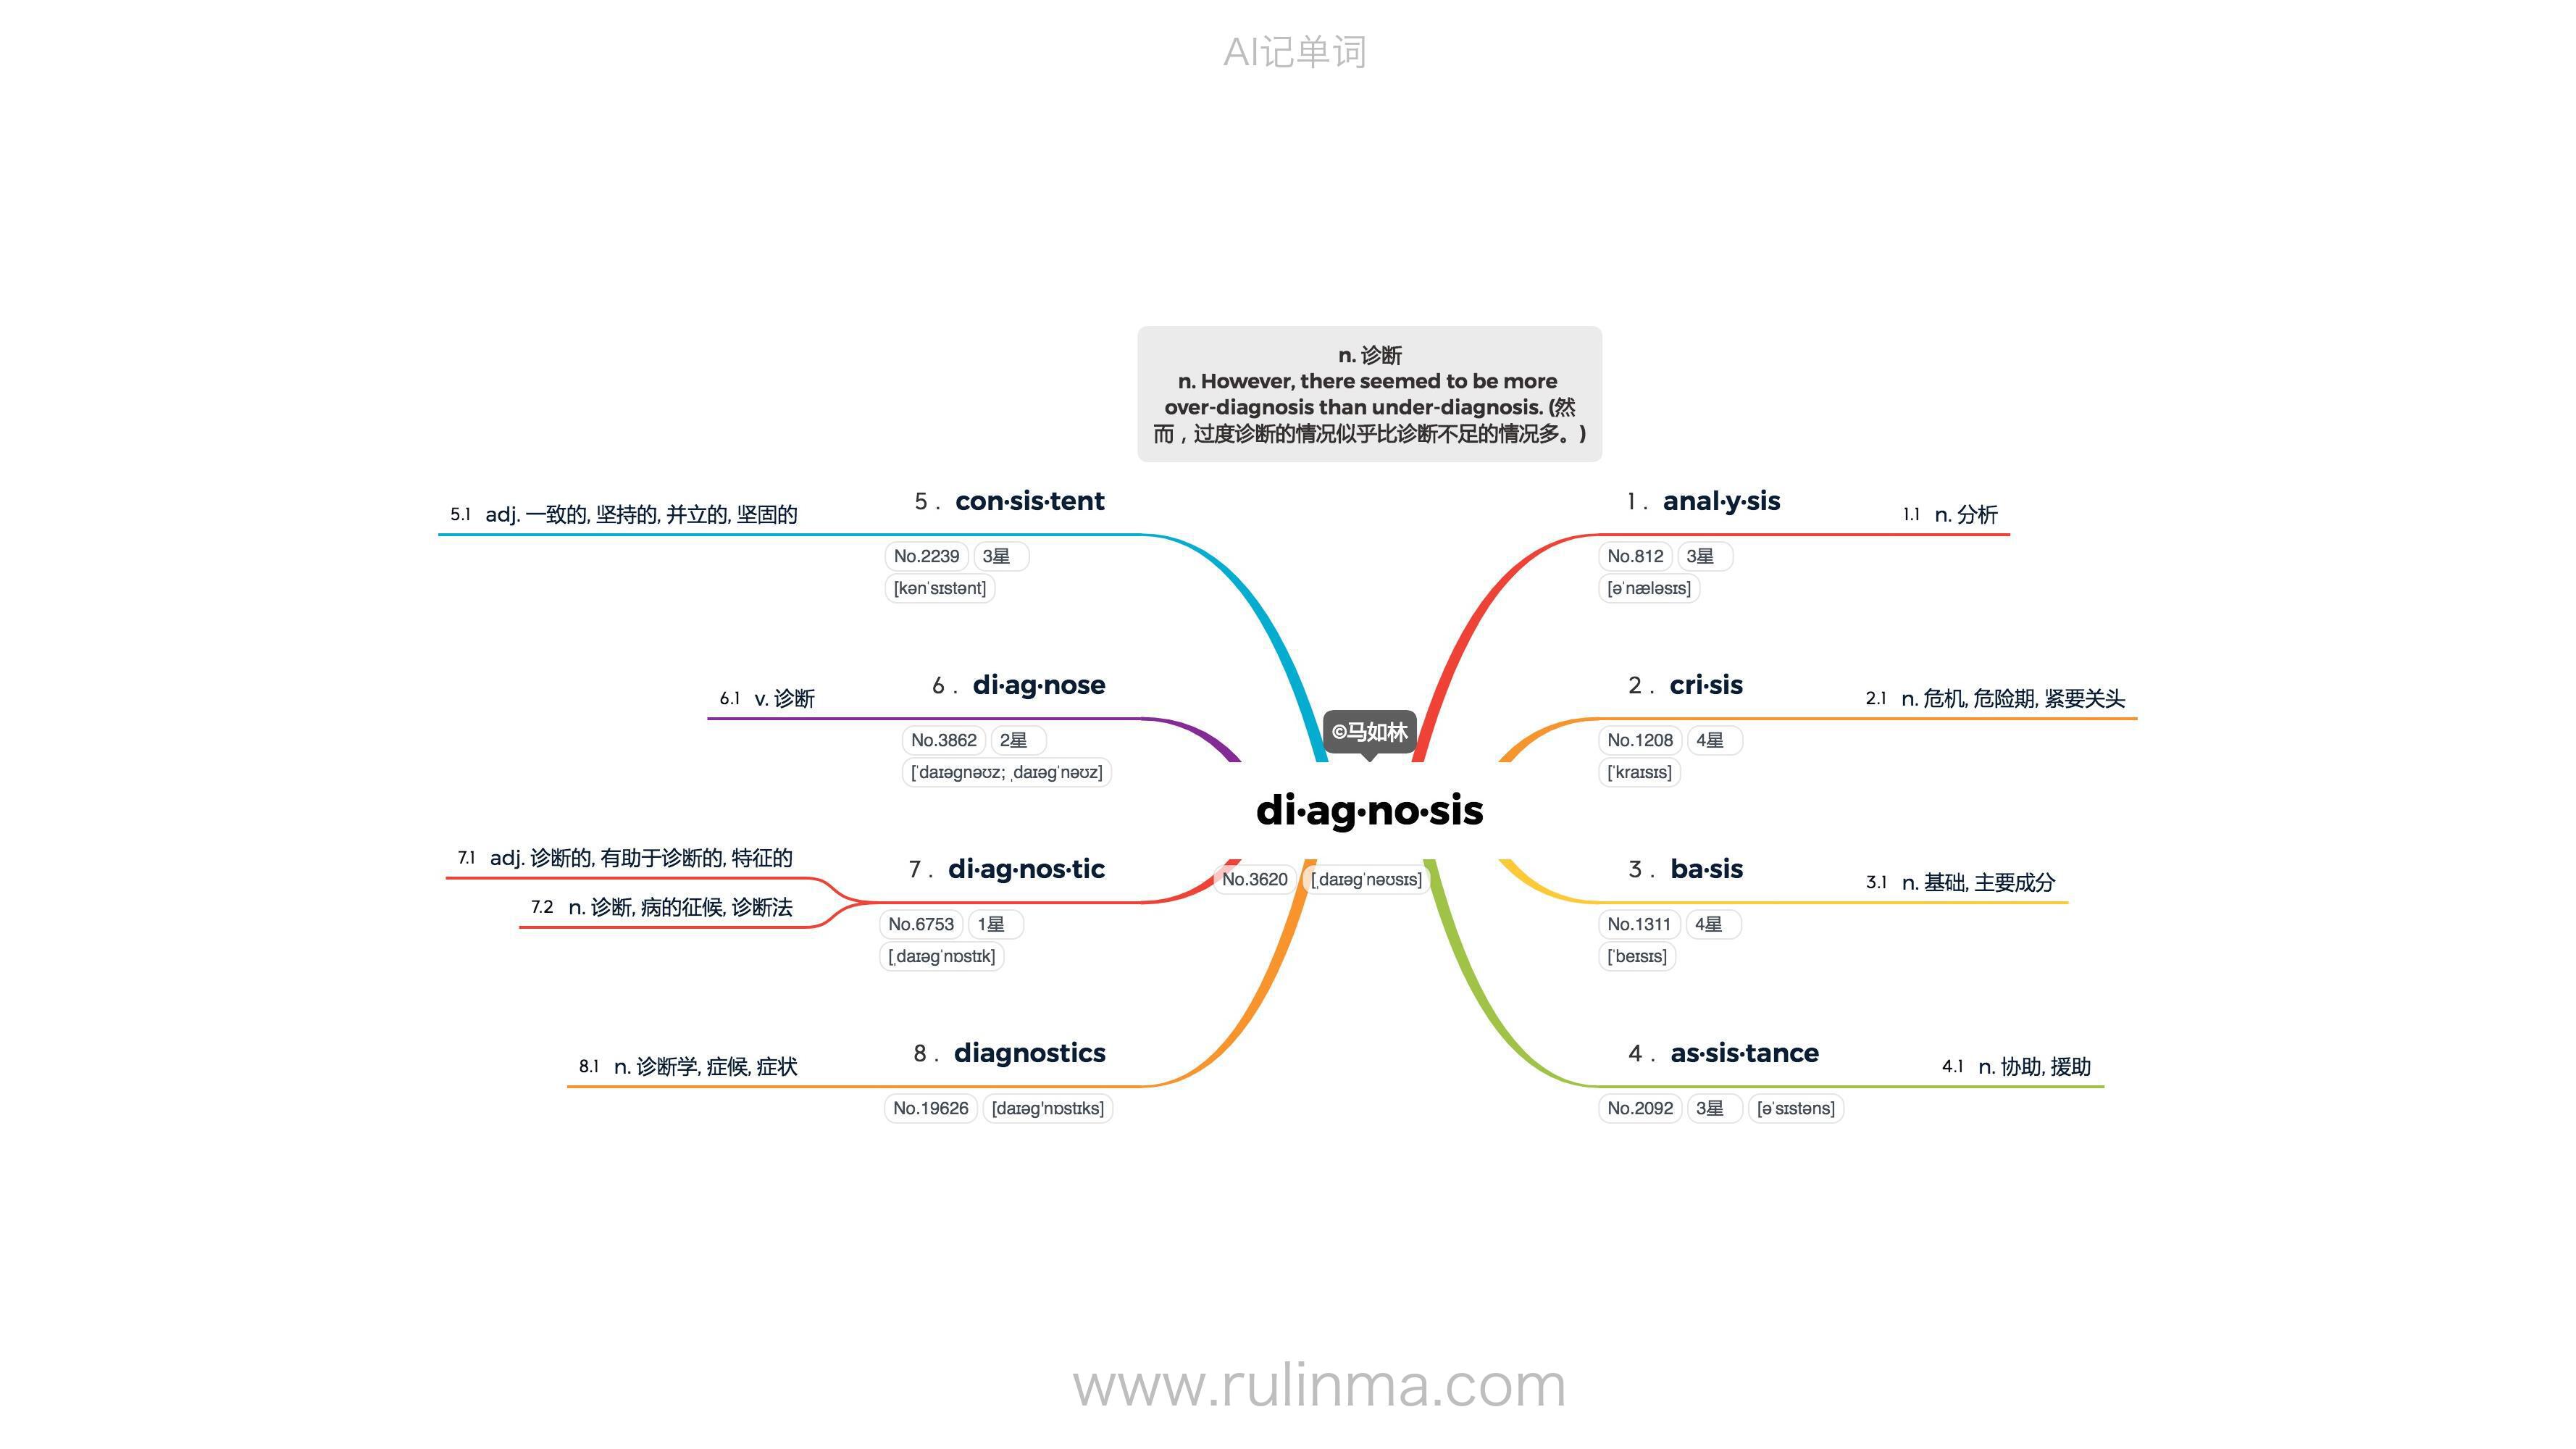 AI记单词
n. 诊断
n. However, there seemed to be more
over-diagnosis than under-diagnosis. (然
而，过度诊断的情况似乎比诊断不足的情况多。)
©马如林
di·ag·no·sis
No.3620 [ˌdaɪəgˈnəʊsɪs]
1. anal·y·sis
No.812 3星
[əˈnæləsɪs]
1.1 n. 分析
2. cri·sis
No.1208 4星
[ˈkraɪsɪs]
2.1 n. 危机, 危险期, 紧要关头
3. ba·sis
No.1311 4星
[ˈbeɪsɪs]
3.1 n. 基础, 主要成分
4. as·sis·tance
No.2092 3星 [əˈsɪstəns]
4.1 n. 协助, 援助
5. con·sis·tent
No.2239 3星
[kənˈsɪstənt]
5.1 adj. 一致的, 坚持的, 并立的, 坚固的
6. di·ag·nose
No.3862 2星
[ˈdaɪəgnəʊz; ˌdaɪəgˈnəʊz]
6.1 v. 诊断
7. di·ag·nos·tic
No.6753 1星
[ˌdaɪəgˈnɒstɪk]
7.1 adj. 诊断的, 有助于诊断的, 特征的
7.2 n. 诊断, 病的征候, 诊断法
8. diagnostics
No.19626 [daɪəg'nɒstɪks]
8.1 n. 诊断学, 症候, 症状
www.rulinma.com